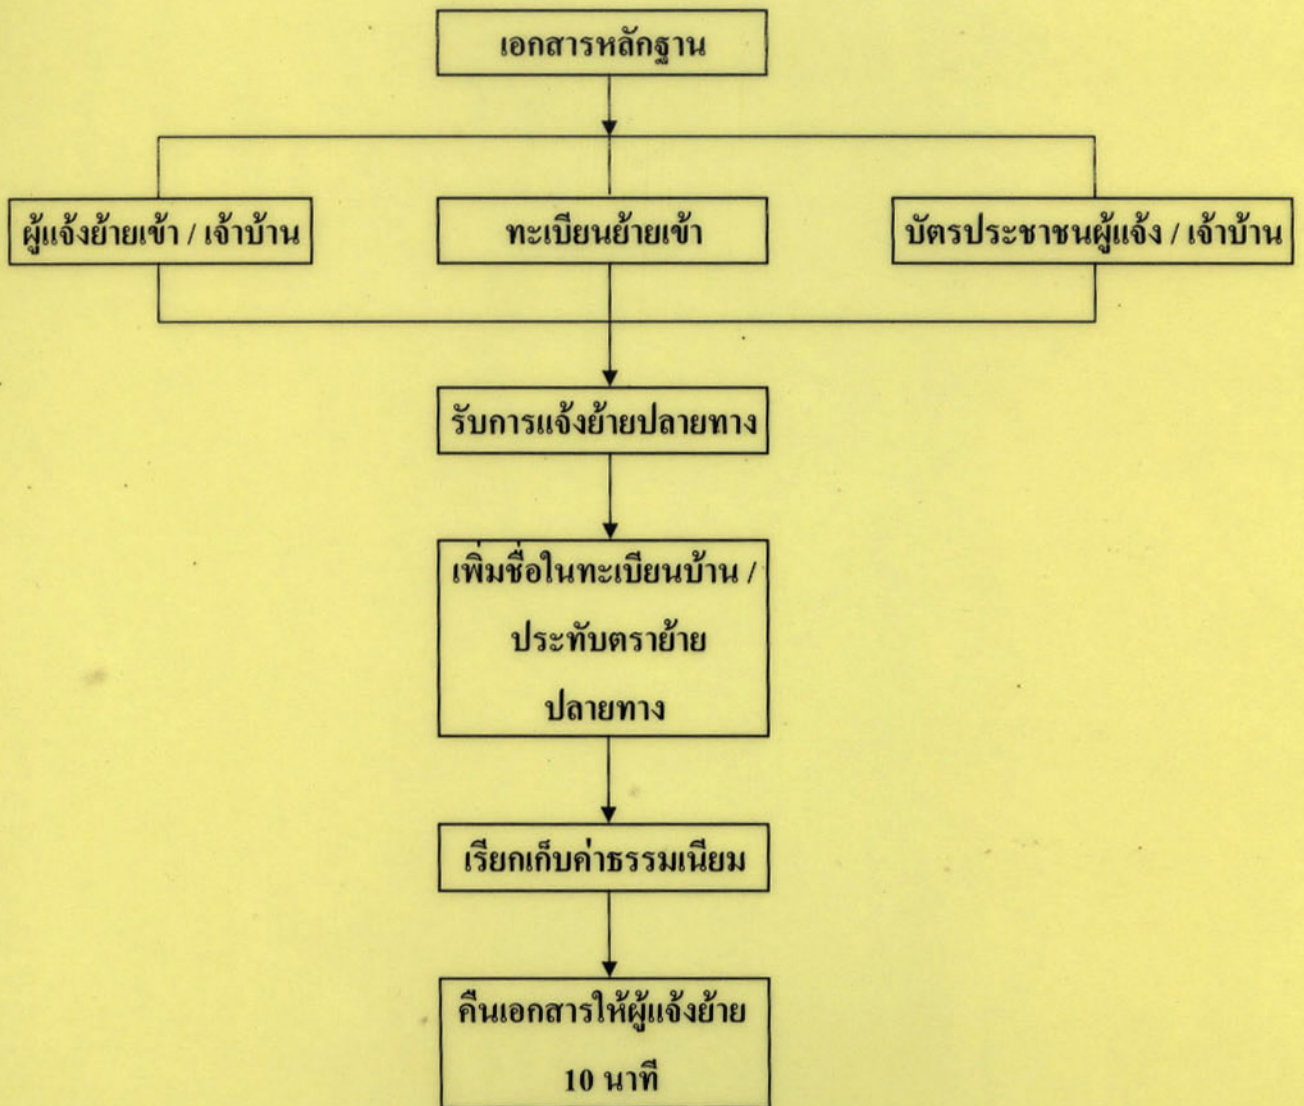 เอกสารหลักฐาน
ผู้แจ้งย้ายเข้า / เจ้าบ้าน
ทะเบียนย้ายเข้า
บัตรประชาชนผู้แจ้ง / เจ้าบ้าน
รับการแจ้งย้ายปลายทาง
เพิ่มชื่อในทะเบียนบ้าน /
ประทับตราย้าย
ปลายทาง
เรียกเก็บค่าธรรมเนียม
คืนเอกสารให้ผู้แจ้งย้าย
10 นาที